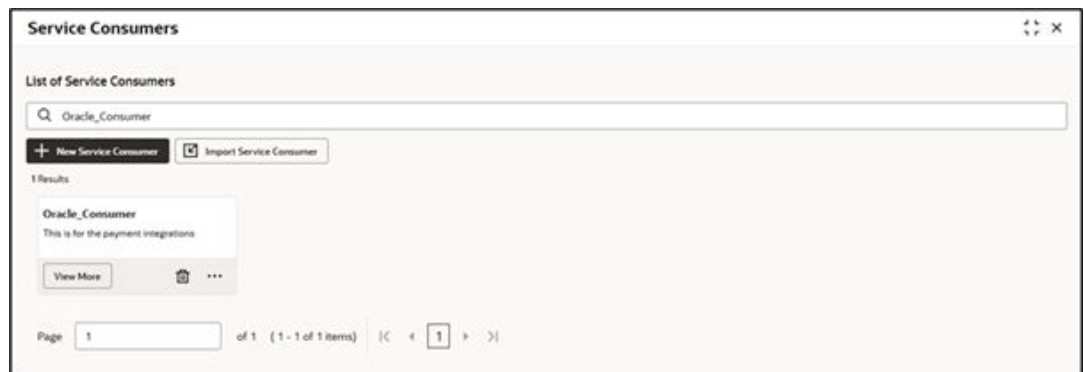 Service Consumers
List of Service Consumers
Oracle_Consumer
New Service Consumer Import Service Consumer
1 Results
Oracle_Consumer
This is for the payment integrations
View More
Page 1 of 1 (1 - 1 of 1 items) 1